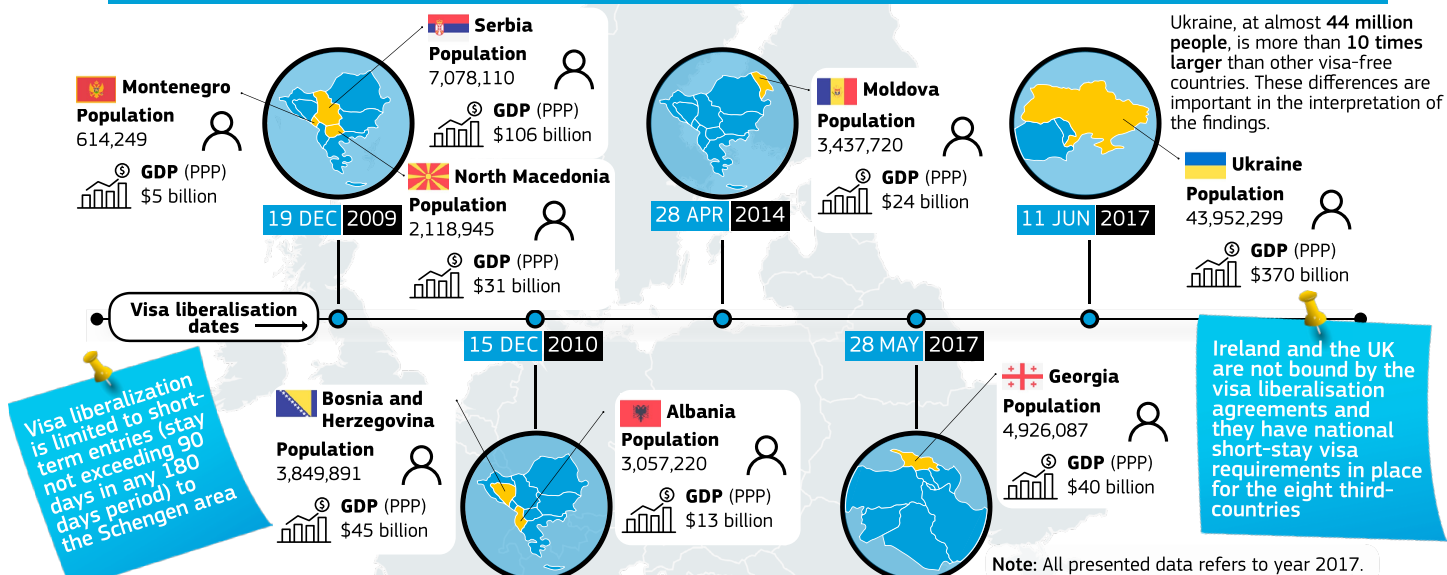 Serbia
Population
7,078,110
GDP (PPP)
$106 billion
Montenegro
Population
614,249
GDP (PPP)
$5 billion
North Macedonia
Population
2,118,945
GDP (PPP)
$31 billion
19 DEC 2009
Moldova
Population
3,437,720
GDP (PPP)
$24 billion
28 APR 2014
Ukraine, at almost 44 million
people, is more than 10 times
larger than other visa-free
countries. These differences are
important in the interpretation of
the findings.
Ukraine
Population
43,952,299
GDP (PPP)
$370 billion
11 JUN 2017
Visa liberalisation
dates
15 DEC 2010
28 MAY 2017
Visa liberalization
is limited to short-
term entries (stay
not exceeding 90
days in any 180
days period) to
the Schengen area
Bosnia and
Herzegovina
Population
3,849,891
GDP (PPP)
$45 billion
Albania
Population
3,057,220
GDP (PPP)
$13 billion
Georgia
Population
4,926,087
GDP (PPP)
$40 billion
Ireland and the UK
are not bound by the
visa liberalisation
agreements and
they have national
short-stay visa
requirements in place
for the eight third-
countries
Note: All presented data refers to year 2017.